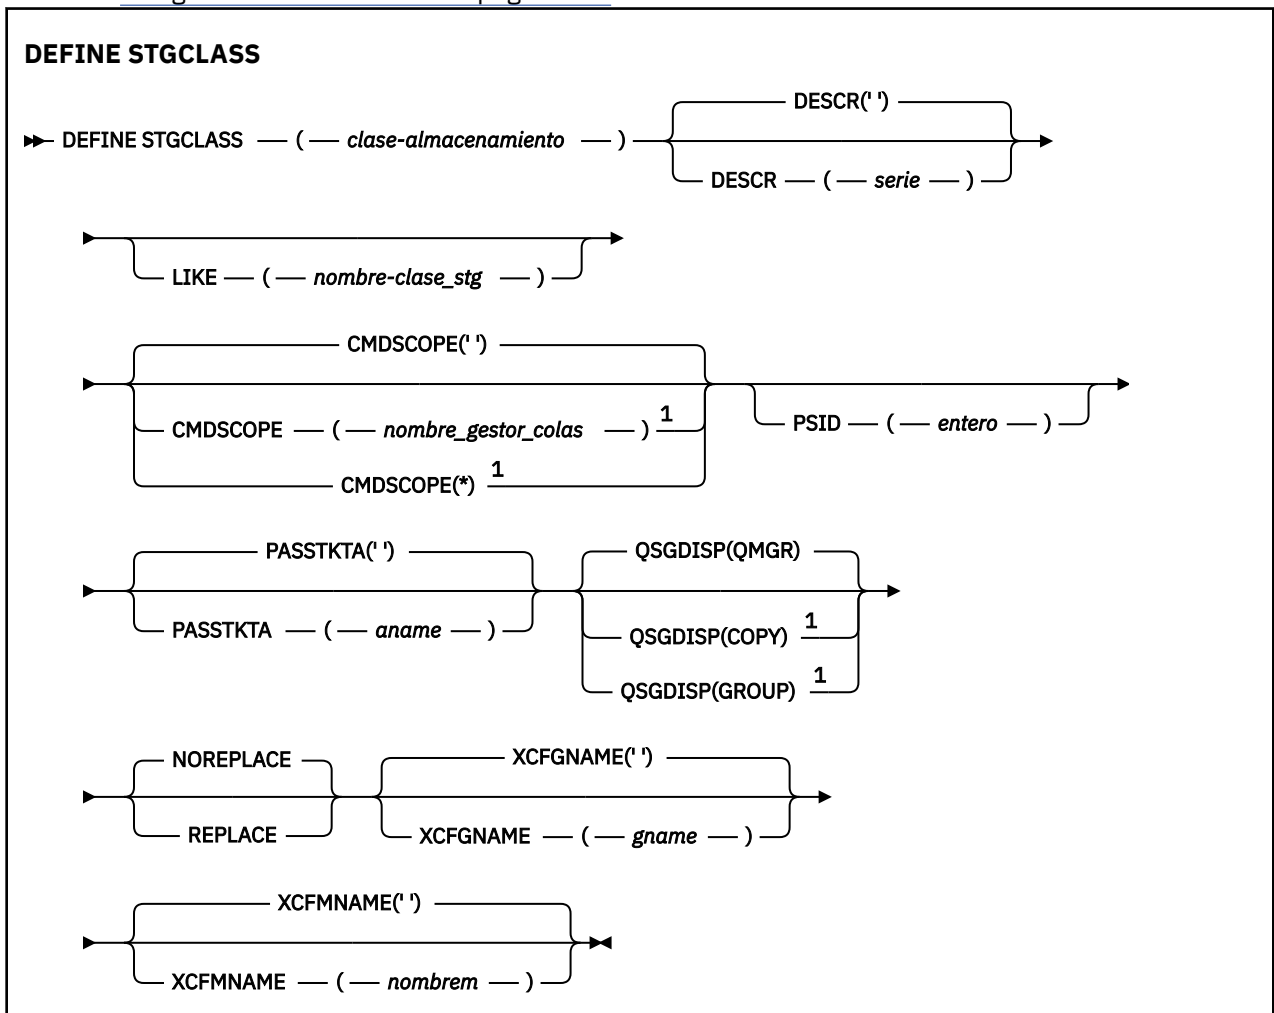 DEFINE STGCLASS
DESCR(' ')
DEFINE STGCLASS ( clase-almacenamiento )
DESCR ( serie )
LIKE ( nombre-clase_stg )
CMDSCOPE(' ')
CMDSCOPE ( nombre_gestor_colas ) 1
PSID ( entero )
CMDSCOPE(*) 1
PASSTKTA(' ')
QSGDISP(QMGR)
PASSTKTA ( aname )
QSGDISP(COPY) 1
QSGDISP(GROUP) 1
NOREPLACE
XCFGNAME(' ')
REPLACE
XCFGNAME ( gname )
XCFMNAME(' ')
XCFMNAME ( nombrem )